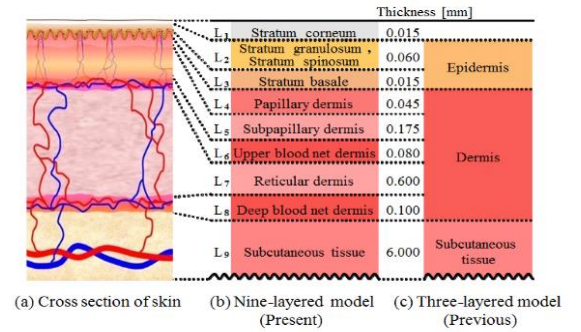 Thickness [mm]
L1 Stratum corneum 0.015
L2 Stratum granulosum , Stratum spinosum 0.060
L3 Stratum basale 0.015
Epidermis
L4 Papillary dermis 0.045
L5 Subpapillary dermis 0.175
L6 Upper blood net dermis 0.080
Dermis
L7 Reticular dermis 0.600
L8 Deep blood net dermis 0.100
L9 Subcutaneous tissue 6.000
Subcutaneous
tissue
(a) Cross section of skin (b) Nine-layered model (c) Three-layered model
(Present) (Previous)